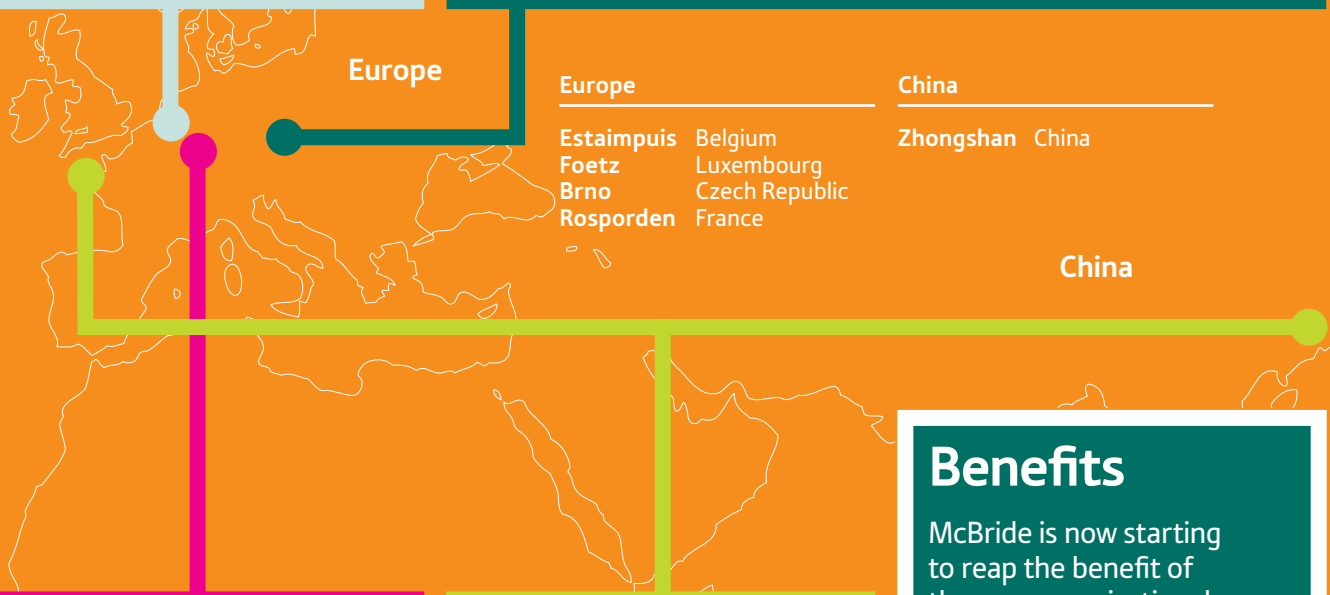 Europe
Europe
Estaimpuis Belgium
Foetz Luxembourg
Brno Czech Republic
Rosporden France
China
Zhongshan China
China
Benefits
McBride is now starting
to reap the benefit of